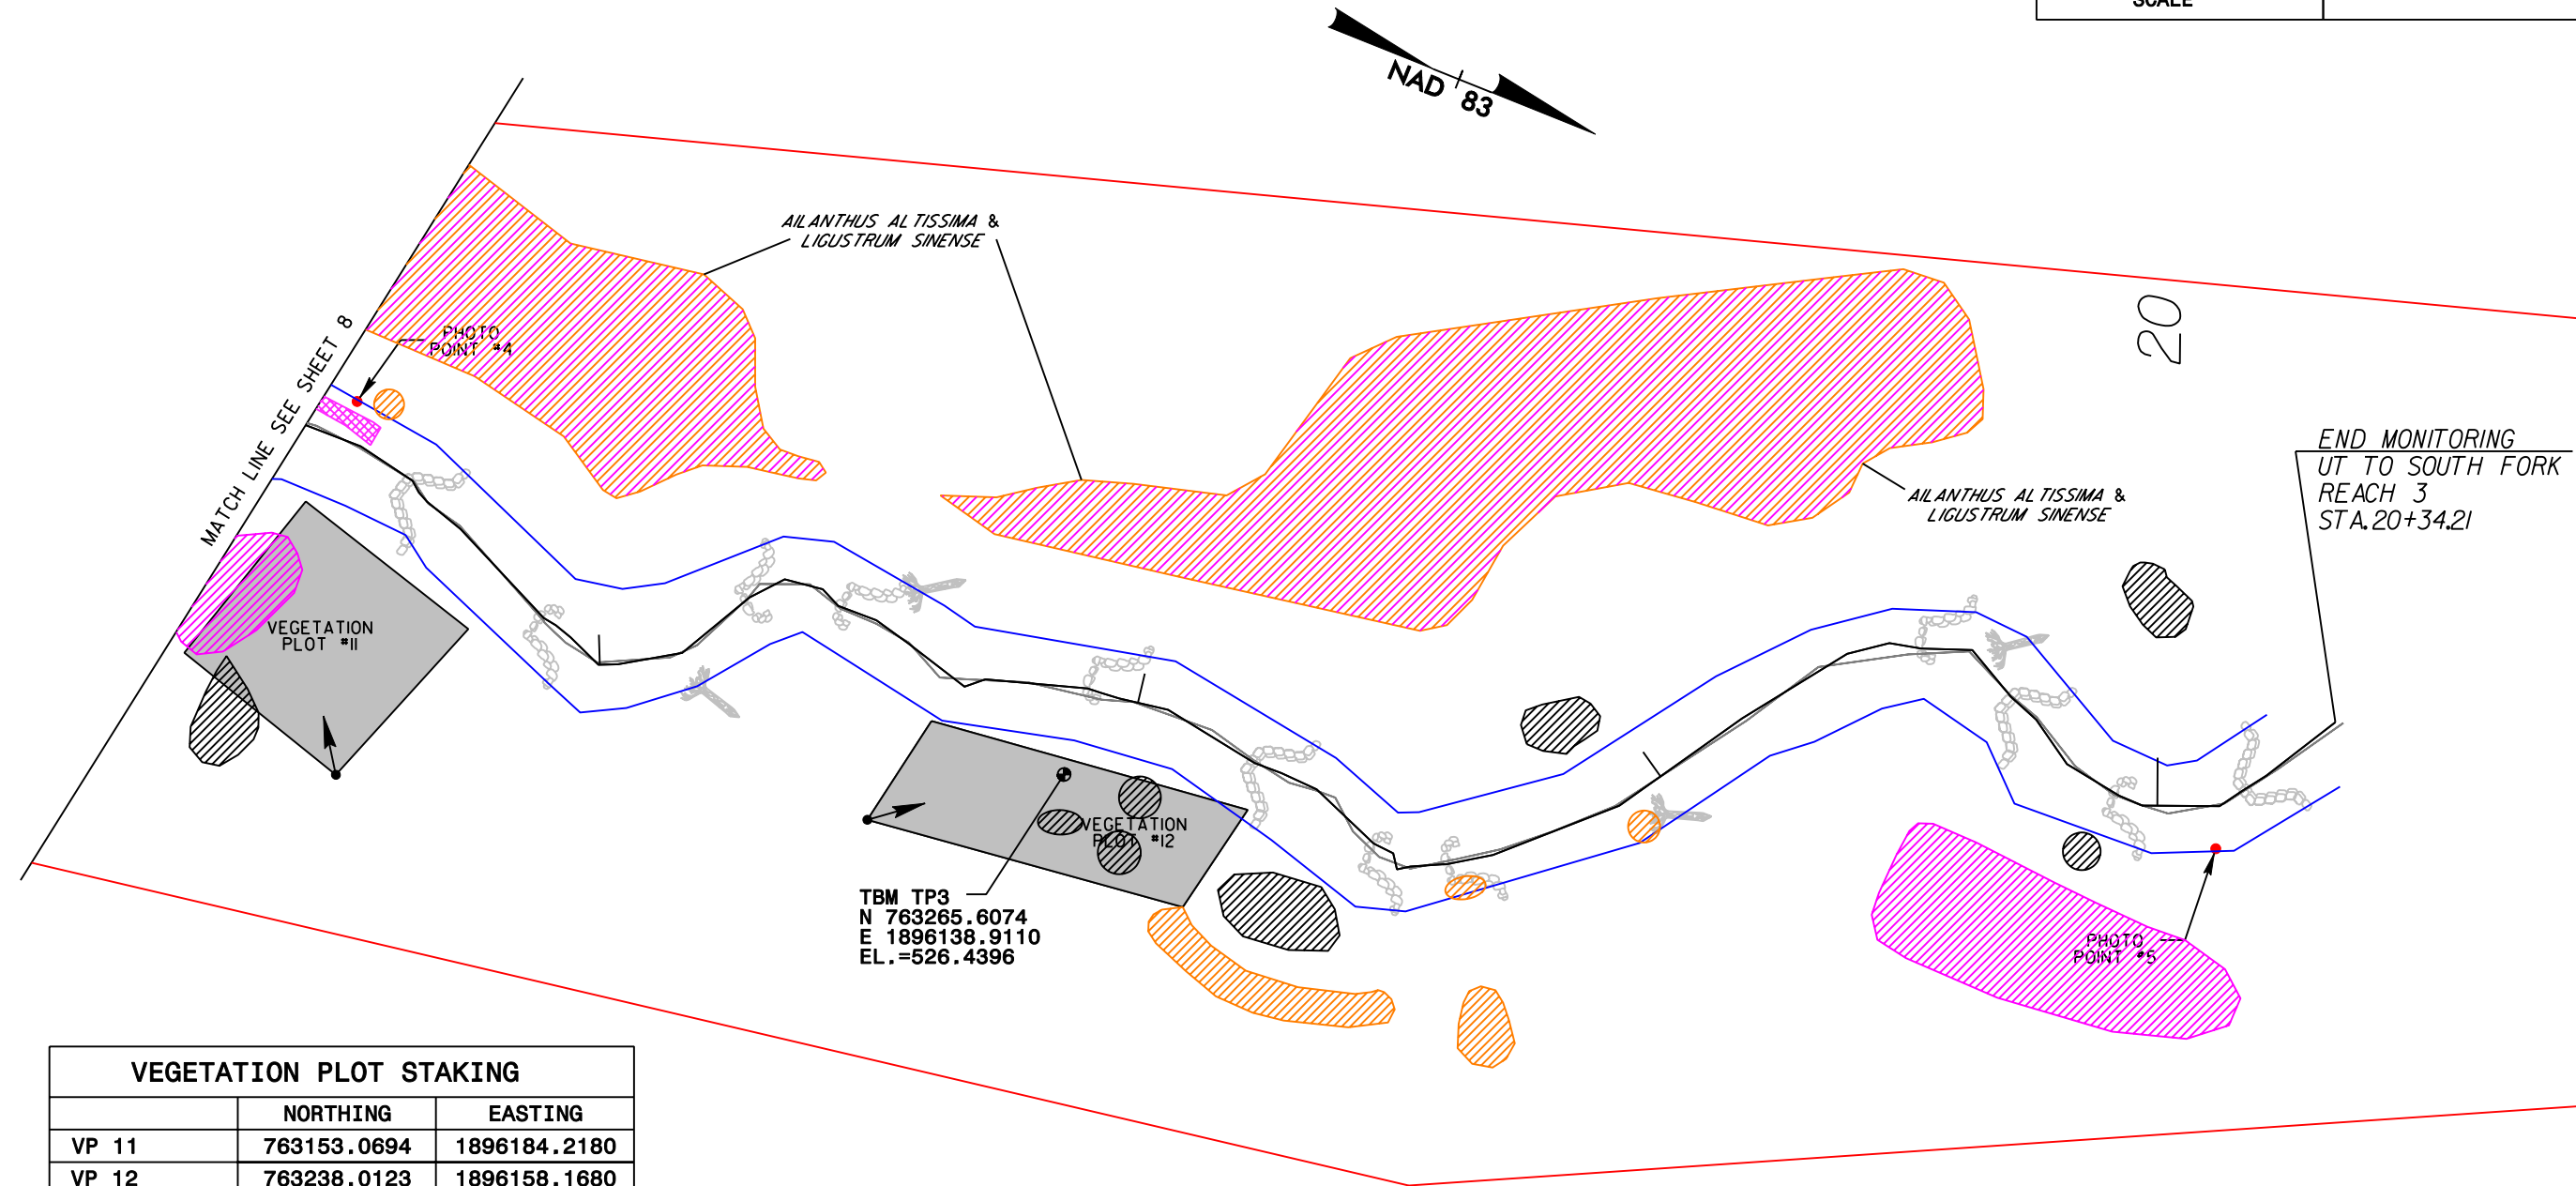 SCALE
NAD 83
AILANTHUS ALTISSIMA &
LIGUSTRUM SINENSE
20
PHOTO
POINT #4
MATCH LINE SEE SHEET 8
END MONITORING
UT TO SOUTH FORK
REACH 3
STA.20+34.21
AILANTHUS ALTISSIMA &
LIGUSTRUM SINENSE
VEGETATION
PLOT #11
VEGETATION
PLOT #12
TBM TP3
N 763265.6074
E 1896138.9110
EL.=526.4396
PHOTO
POINT #5
VEGETATION PLOT STAKING
NORTHING EASTING
VP 11 763153.0694 1896184.2180
VP 12 763238.0123 1896158.1680